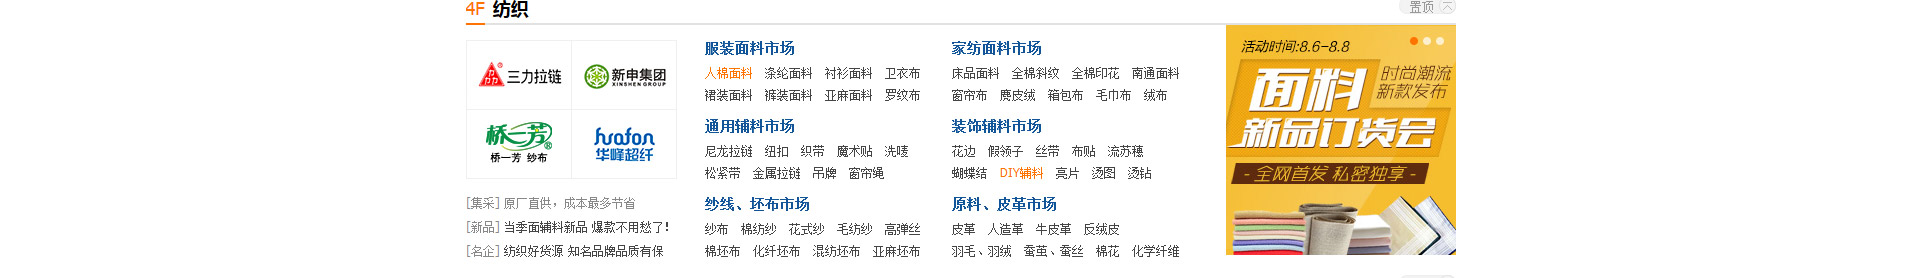 4F 纺织
置顶
三力拉链
新申集团
XINSHEN GROUP
桥一芳
桥一芳 纱布
huafon
华峰超纤
[集采] 原厂直供，成本最多节省
[新品] 当季面辅料新品 爆款不用愁了！
[名企] 纺织好货源 知名品牌品质有保
服装面料市场
人棉面料 涤纶面料 衬衫面料 卫衣布
裙装面料 裤装面料 亚麻面料 罗纹布
通用辅料市场
尼龙拉链 纽扣 织带 魔术贴 洗唛
松紧带 金属拉链 吊牌 窗帘绳
纱线、坯布市场
纱布 棉纺纱 花式纱 毛纺纱 高弹丝
棉坯布 化纤坯布 混纺坯布 亚麻坯布
家纺面料市场
床品面料 全棉斜纹 全棉印花 南通面料
窗帘布 麂皮绒 箱包布 毛巾布 绒布
装饰辅料市场
花边 假领子 丝带 布贴 流苏穗
蝴蝶结 DIY辅料 亮片 烫图 烫钻
原料、皮革市场
皮革 人造革 牛皮革 反绒皮
羽毛、羽绒 蚕茧、蚕丝 棉花 化学纤维
活动时间:8.6-8.8
面料
时尚潮流
新款发布
新品订货会
- 全网首发 私密独享 -